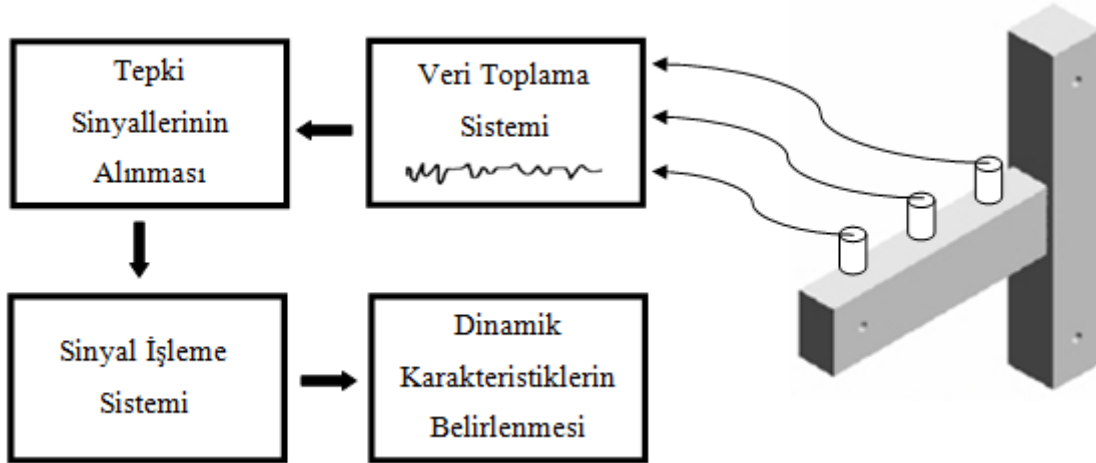 Tepki
Sinyallerinin
Alınması
Veri Toplama
Sistemi
Sinyal İşleme
Sistemi
Dinamik
Karakteristiklerin
Belirlenmesi